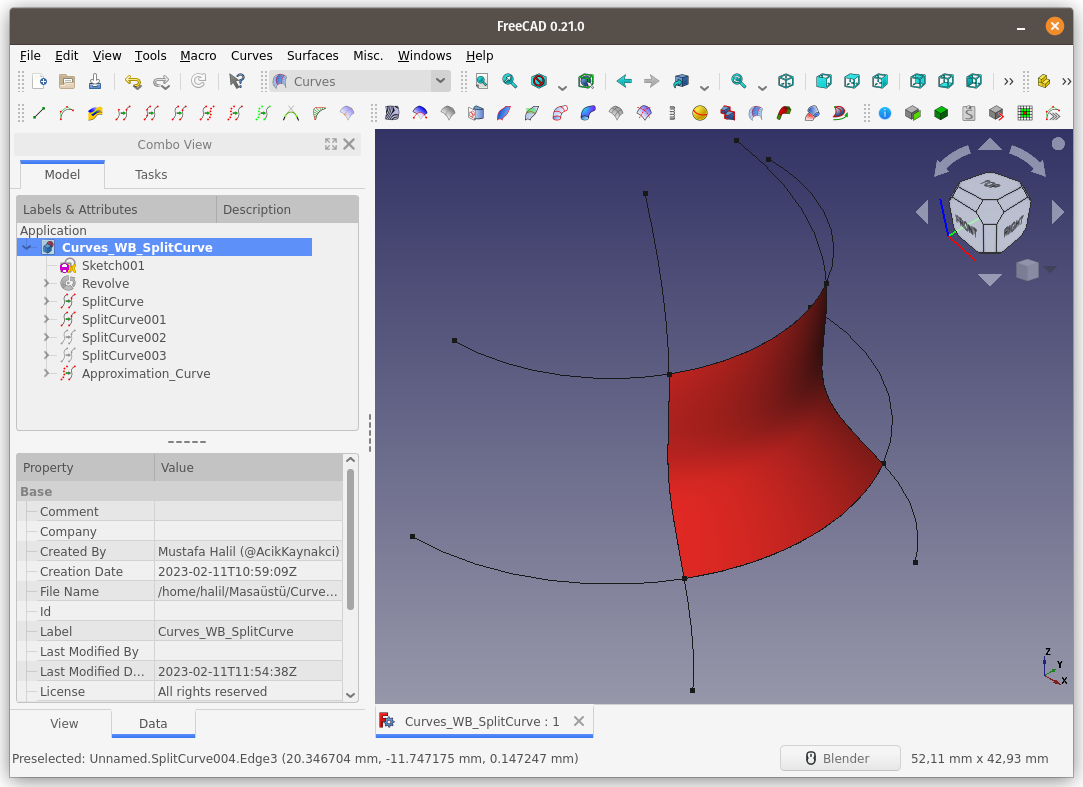 FreeCAD 0.21.0
File Edit View Tools Macro Curves Surfaces Misc. Windows Help
Curves
Combo View
Model Tasks
Labels & Attributes Description
Application
Curves_WB_SplitCurve
Sketch001
Revolve
SplitCurve
SplitCurve001
SplitCurve002
SplitCurve003
Approximation_Curve
Property Value
Base
Comment
Company
Created By Mustafa Halil (@AcikKaynakci)
Creation Date 2023-02-11T10:59:09Z
File Name /home/halil/Masaüstü/Curve...
Id
Label Curves_WB_SplitCurve
Last Modified By
Last Modified D... 2023-02-11T11:54:38Z
License All rights reserved
View Data
TOP
FRONT RIGHT
Z
Y
X
Curves_WB_SplitCurve : 1
Preselected: Unnamed.SplitCurve004.Edge3 (20.346704 mm, -11.747175 mm, 0.147247 mm) Blender 52,11 mm x 42,93 mm